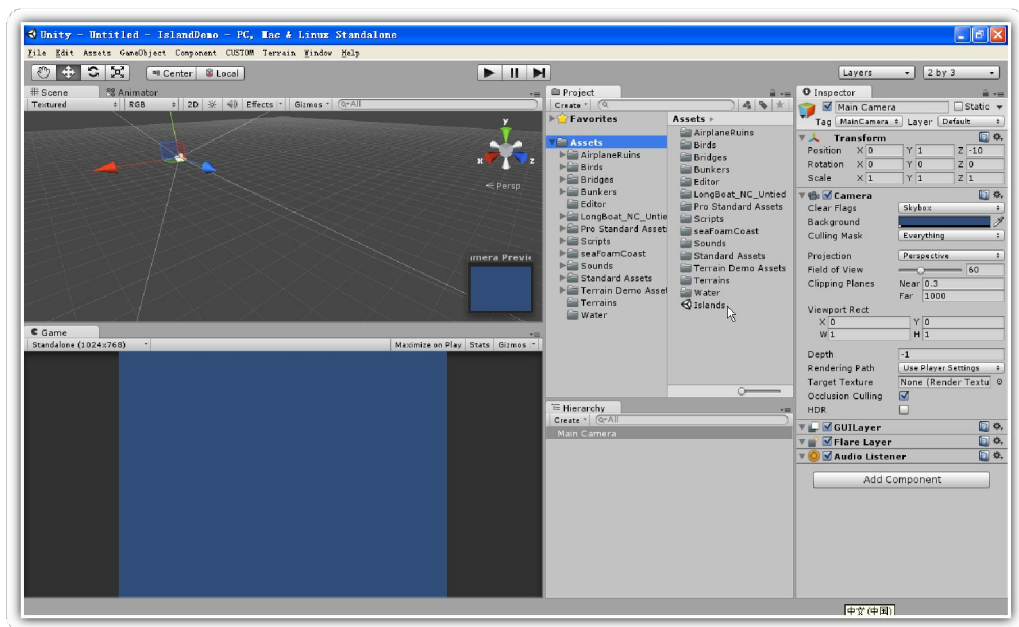 Unity - Untitled - IslandDemo - PC, Mac & Linux Standalone
File Edit Assets GameObject Component CUSTOM Terrain Window Help
Center Local
Layers 2 by 3
Scene Animator
Textured RGB 2D Effects Gizmos All
y
x z
Persp
mera Previe
Game
Standalone (1024x768) Maximize on Play Stats Gizmos
Project
Create
Favorites
Assets
AirplaneRuins
Birds
Bridges
Bunkers
Editor
LongBoat_NC_Untie
Pro Standard Asset
Scripts
seaFoamCoast
Sounds
Standard Assets
Terrain Demo Asset
Terrains
Water
Assets
AirplaneRuins
Birds
Bridges
Bunkers
Editor
LongBoat_NC_Untied
Pro Standard Assets
Scripts
seaFoamCoast
Sounds
Standard Assets
Terrain Demo Assets
Terrains
Water
Islands
Hierarchy
Create All
Main Camera
Inspector
Main Camera Static
Tag MainCamera Layer Default
Transform
Position X 0 Y 1 Z -10
Rotation X 0 Y 0 Z 0
Scale X 1 Y 1 Z 1
Camera
Clear Flags Skybox
Background
Culling Mask Everything
Projection Perspective
Field of View 60
Clipping Planes Near 0.3
Far 1000
Viewport Rect
X 0 Y 0
W 1 H 1
Depth -1
Rendering Path Use Player Settings
Target Texture None (Render Textu
Occlusion Culling
HDR
GUILayer
Flare Layer
Audio Listener
Add Component
中文(中国)